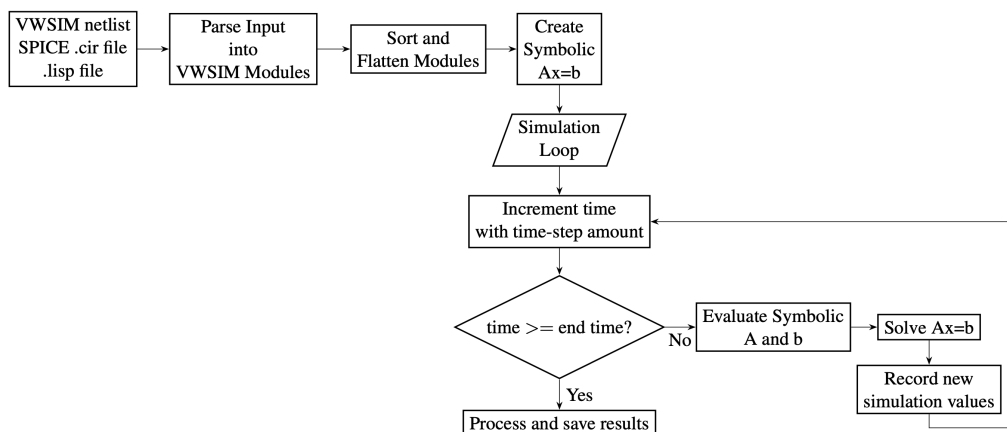 VWSIM netlist
SPICE .cir file
.lisp file
Parse Input
into
VWSIM Modules
Sort and
Flatten Modules
Create
Symbolic
Ax=b
Simulation
Loop
Increment time
with time-step amount
time >= end time?
No
Evaluate Symbolic
A and b
Solve Ax=b
Record new
simulation values
Yes
Process and save results